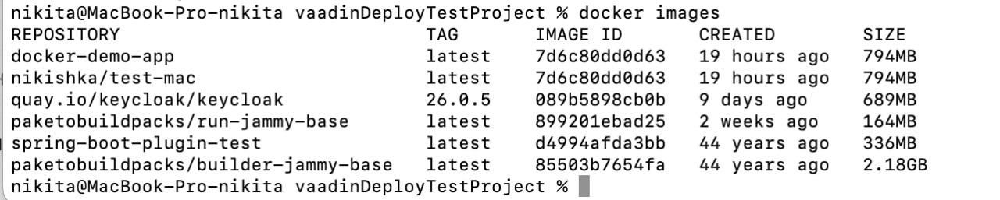 nikita@MacBook-Pro-nikita vaadinDeployTestProject % docker images
REPOSITORY TAG IMAGE ID CREATED SIZE
docker-demo-app latest 7d6c80dd0d63 19 hours ago 794MB
nikishka/test-mac latest 7d6c80dd0d63 19 hours ago 794MB
quay.io/keycloak/keycloak 26.0.5 089b5898cb0b 9 days ago 689MB
paketobuildpacks/run-jammy-base latest 899201ebad25 2 weeks ago 164MB
spring-boot-plugin-test latest d4994afda3bb 44 years ago 336MB
paketobuildpacks/builder-jammy-base latest 85503b7654fa 44 years ago 2.18GB
nikita@MacBook-Pro-nikita vaadinDeployTestProject %